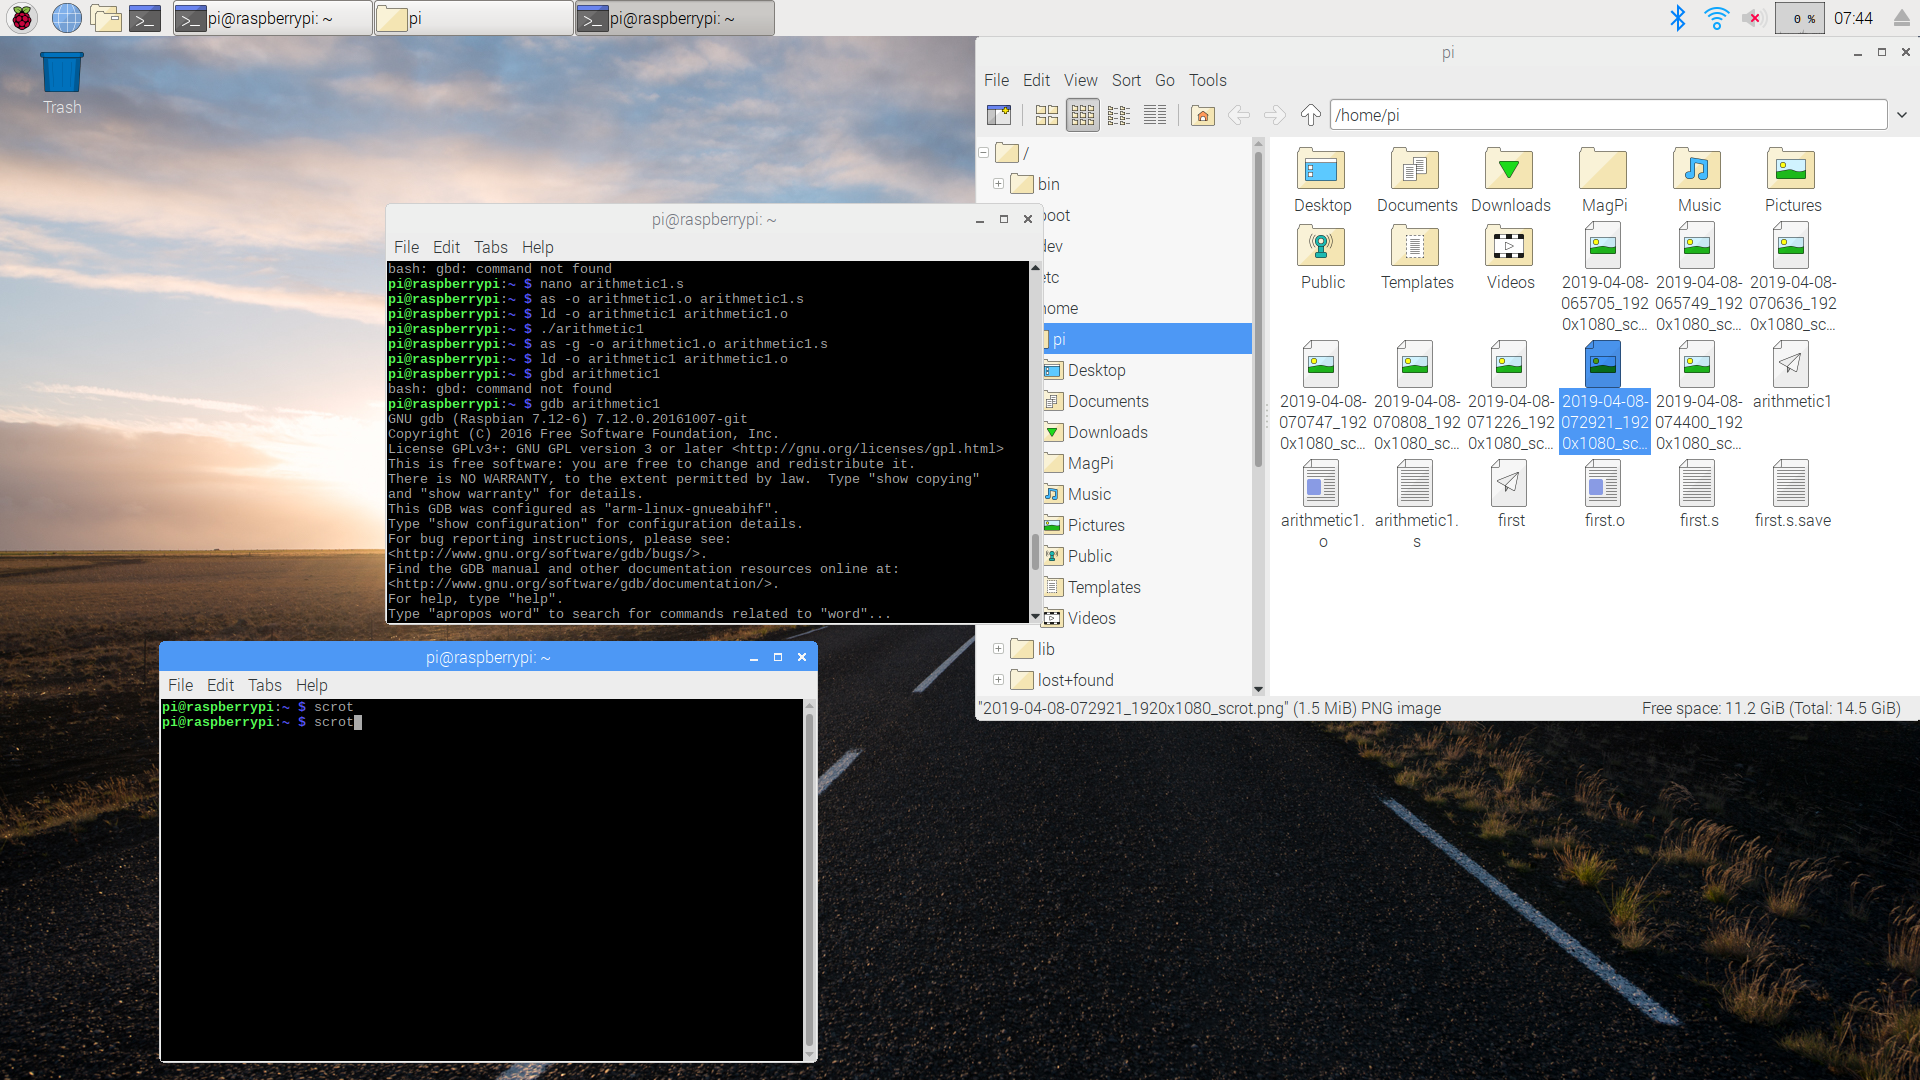 pi@raspberrypi: ~
pi
pi@raspberrypi: ~
0 %
07:44
Trash
pi
File Edit View Sort Go Tools
/home/pi
/
bin
boot
dev
etc
home
pi
Desktop
Documents
Downloads
MagPi
Music
Pictures
Public
Templates
Videos
lib
lost+found
Desktop Documents Downloads MagPi Music Pictures
Public Templates Videos
2019-04-08-065705_1920x1080_sc...
2019-04-08-065749_1920x1080_sc...
2019-04-08-070636_1920x1080_sc...
2019-04-08-070747_1920x1080_sc...
2019-04-08-070808_1920x1080_sc...
2019-04-08-071226_1920x1080_sc...
2019-04-08-072921_1920x1080_sc...
2019-04-08-074400_1920x1080_sc...
arithmetic1
arithmetic1.o
arithmetic1.s
first
first.o
first.s
first.s.save
"2019-04-08-072921_1920x1080_scrot.png" (1.5 MiB) PNG image
Free space: 11.2 GiB (Total: 14.5 GiB)
pi@raspberrypi: ~
File Edit Tabs Help
bash: gbd: command not found
pi@raspberrypi:~ $ nano arithmetic1.s
pi@raspberrypi:~ $ as -o arithmetic1.o arithmetic1.s
pi@raspberrypi:~ $ ld -o arithmetic1 arithmetic1.o
pi@raspberrypi:~ $ ./arithmetic1
pi@raspberrypi:~ $ as -g -o arithmetic1.o arithmetic1.s
pi@raspberrypi:~ $ ld -o arithmetic1 arithmetic1.o
pi@raspberrypi:~ $ gbd arithmetic1
bash: gbd: command not found
pi@raspberrypi:~ $ gdb arithmetic1
GNU gdb (Raspbian 7.12-6) 7.12.0.20161007-git
Copyright (C) 2016 Free Software Foundation, Inc.
License GPLv3+: GNU GPL version 3 or later <http://gnu.org/licenses/gpl.html>
This is free software: you are free to change and redistribute it.
There is NO WARRANTY, to the extent permitted by law.  Type "show copying"
and "show warranty" for details.
This GDB was configured as "arm-linux-gnueabihf".
Type "show configuration" for configuration details.
For bug reporting instructions, please see:
<http://www.gnu.org/software/gdb/bugs/>.
Find the GDB manual and other documentation resources online at:
<http://www.gnu.org/software/gdb/documentation/>.
For help, type "help".
Type "apropos word" to search for commands related to "word"...
pi@raspberrypi: ~
File Edit Tabs Help
pi@raspberrypi:~ $ scrot
pi@raspberrypi:~ $ scrot